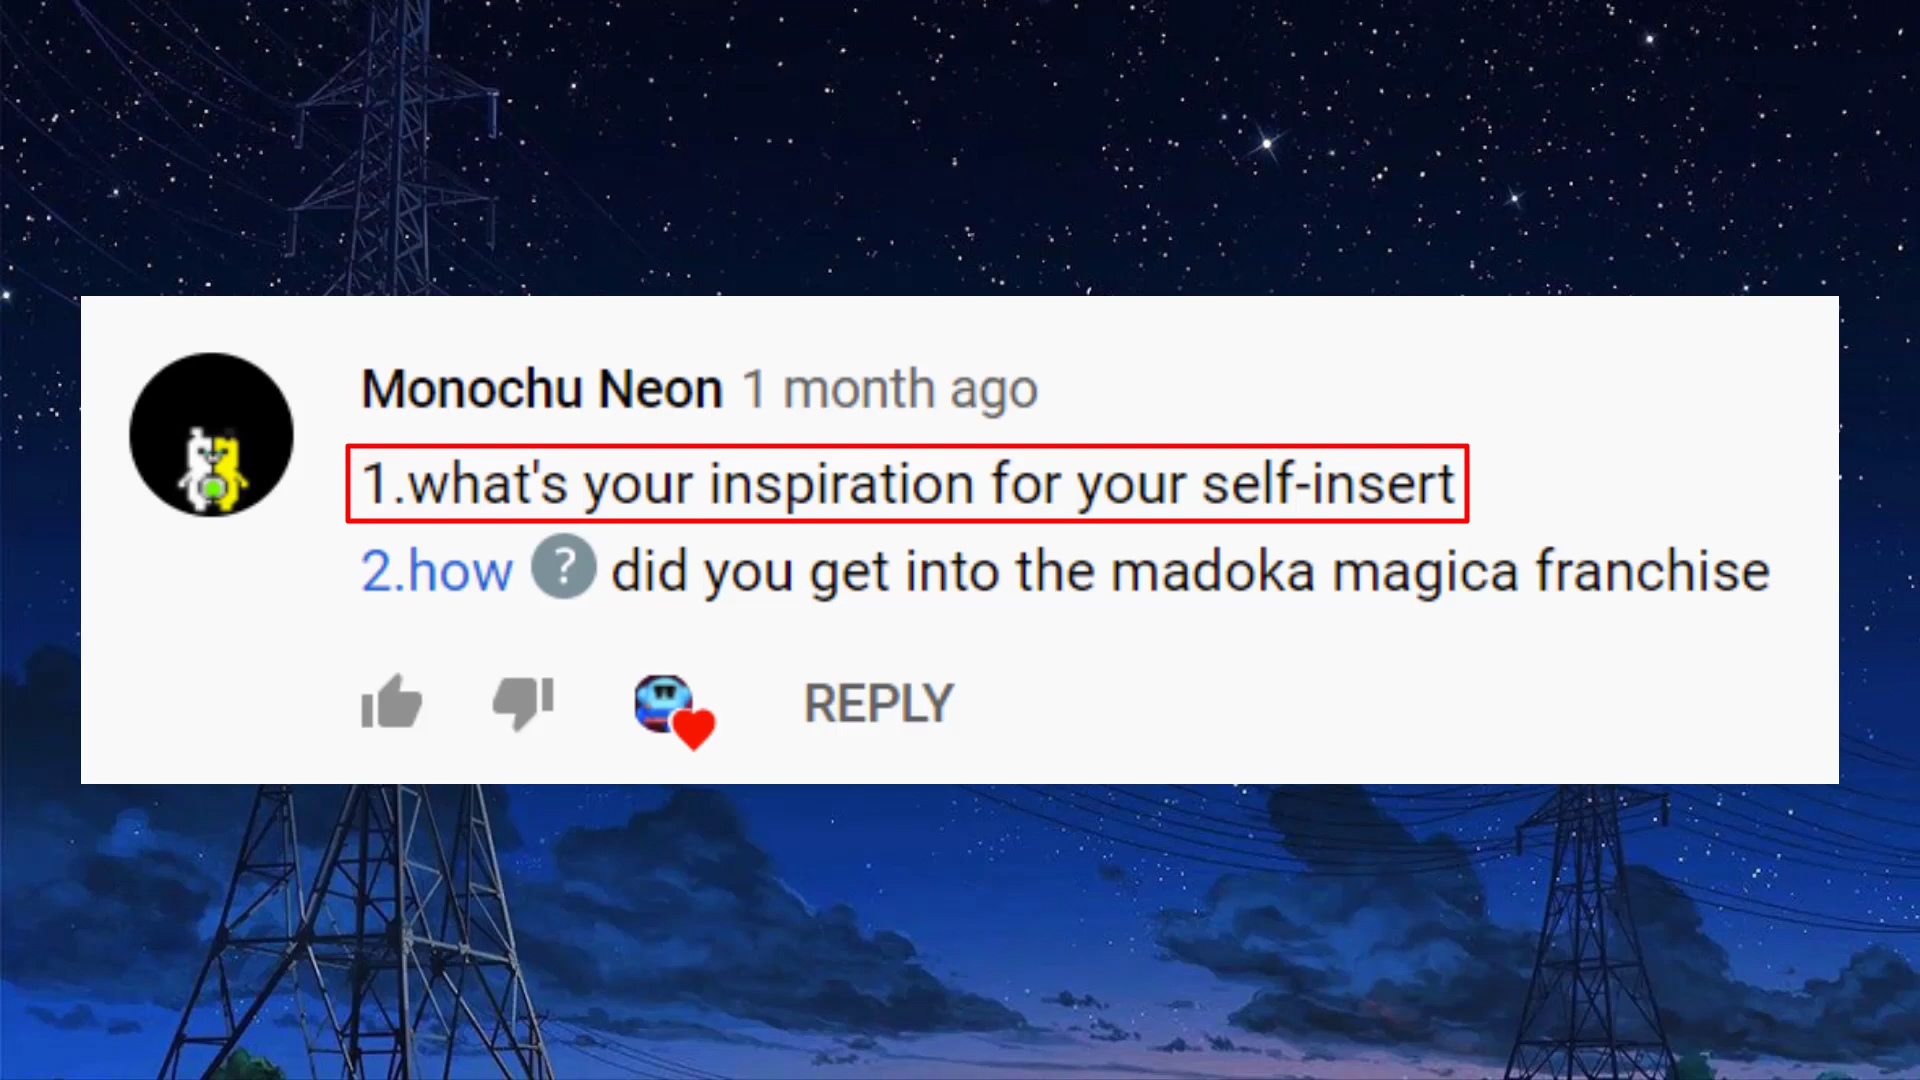 Monochu Neon 1 month ago
1.what's your inspiration for your self-insert
2.how ? did you get into the madoka magica franchise
REPLY